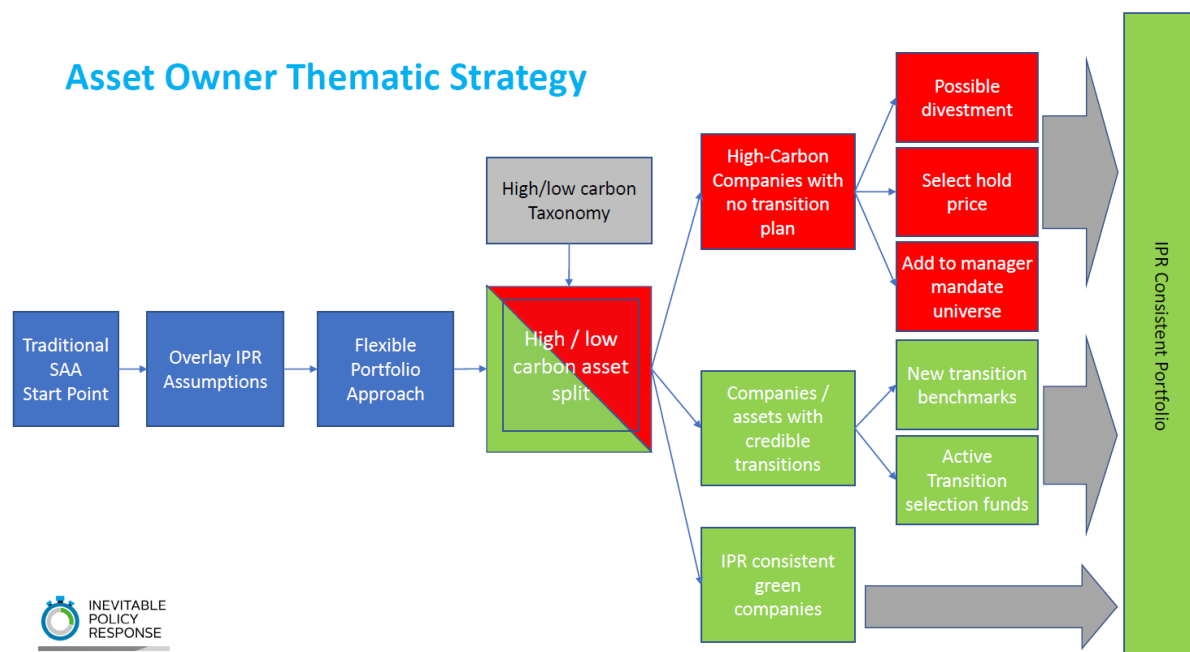 Asset Owner Thematic Strategy
Traditional
SAA
Start Point
Overlay IPR
Assumptions
Flexible
Portfolio
Approach
High/low carbon
Taxonomy
High / low
carbon asset
split
High-Carbon
Companies with
no transition
plan
Possible
divestment
Select hold
price
Add to manager
mandate
universe
Companies /
assets with
credible
transitions
New transition
benchmarks
Active
Transition
selection funds
IPR consistent
green
companies
IPR Consistent Portfolio
INEVITABLE
POLICY
RESPONSE